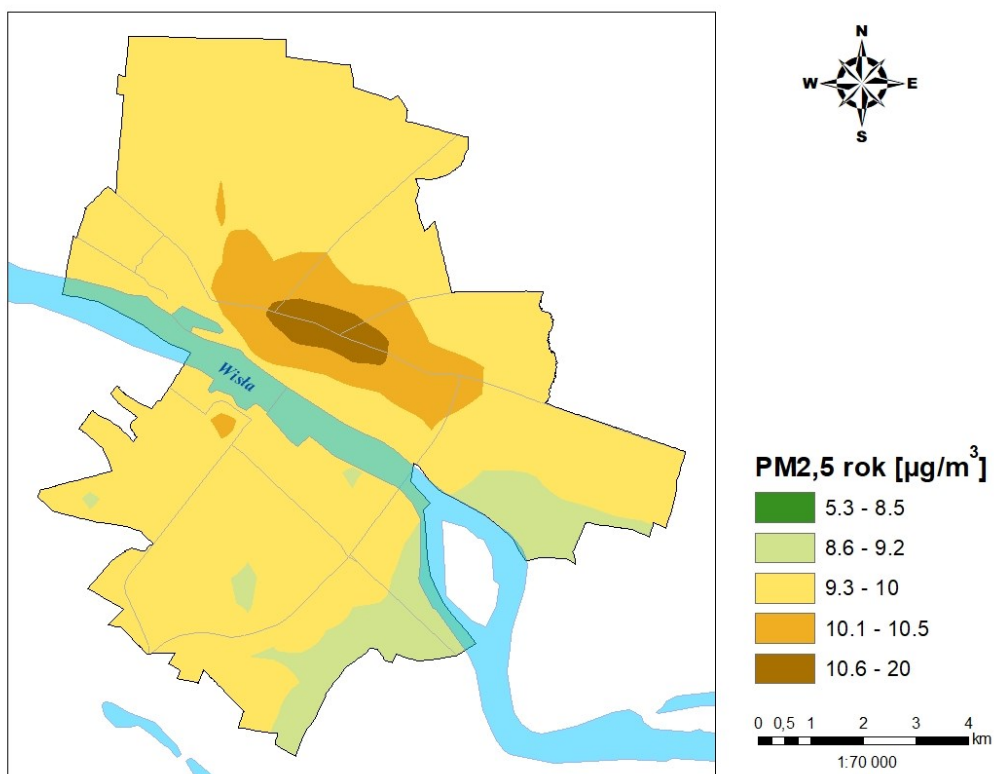 N
W E
S
Wisła
PM2,5 rok [µg/m³]
5.3 - 8.5
8.6 - 9.2
9.3 - 10
10.1 - 10.5
10.6 - 20
0 0,5 1 2 3 4
km
1:70 000